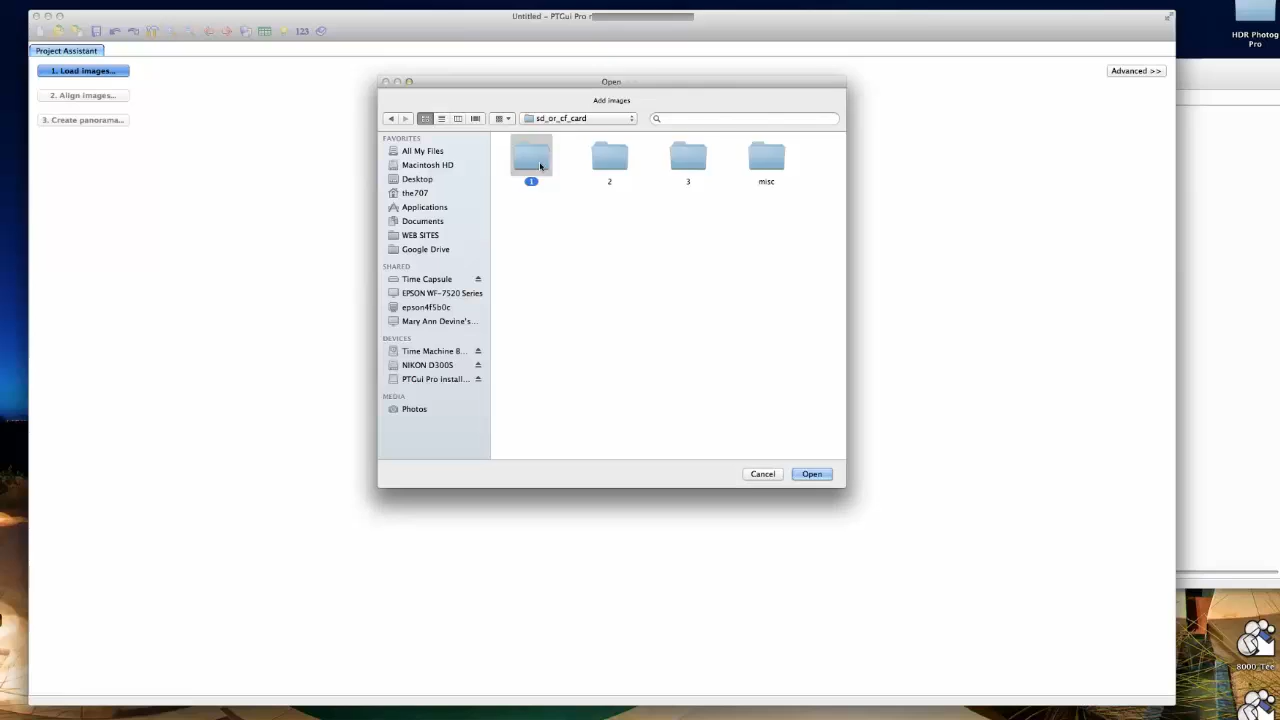 Untitled - PTGui Pro
HDR Photog
Pro
123
Project Assistant
1. Load images...
Advanced >>
2. Align images...
3. Create panorama...
Open
Add images
sd_or_cf_card
FAVORITES
All My Files
Macintosh HD
Desktop
the707
Applications
Documents
WEB SITES
Google Drive
SHARED
Time Capsule
EPSON WF-7520 Series
epson4f5b0c
Mary Ann Devine's...
DEVICES
Time Machine B...
NIKON D300S
PTGui Pro install...
MEDIA
Photos
1
2
3
misc
Cancel
Open
8000-Tee